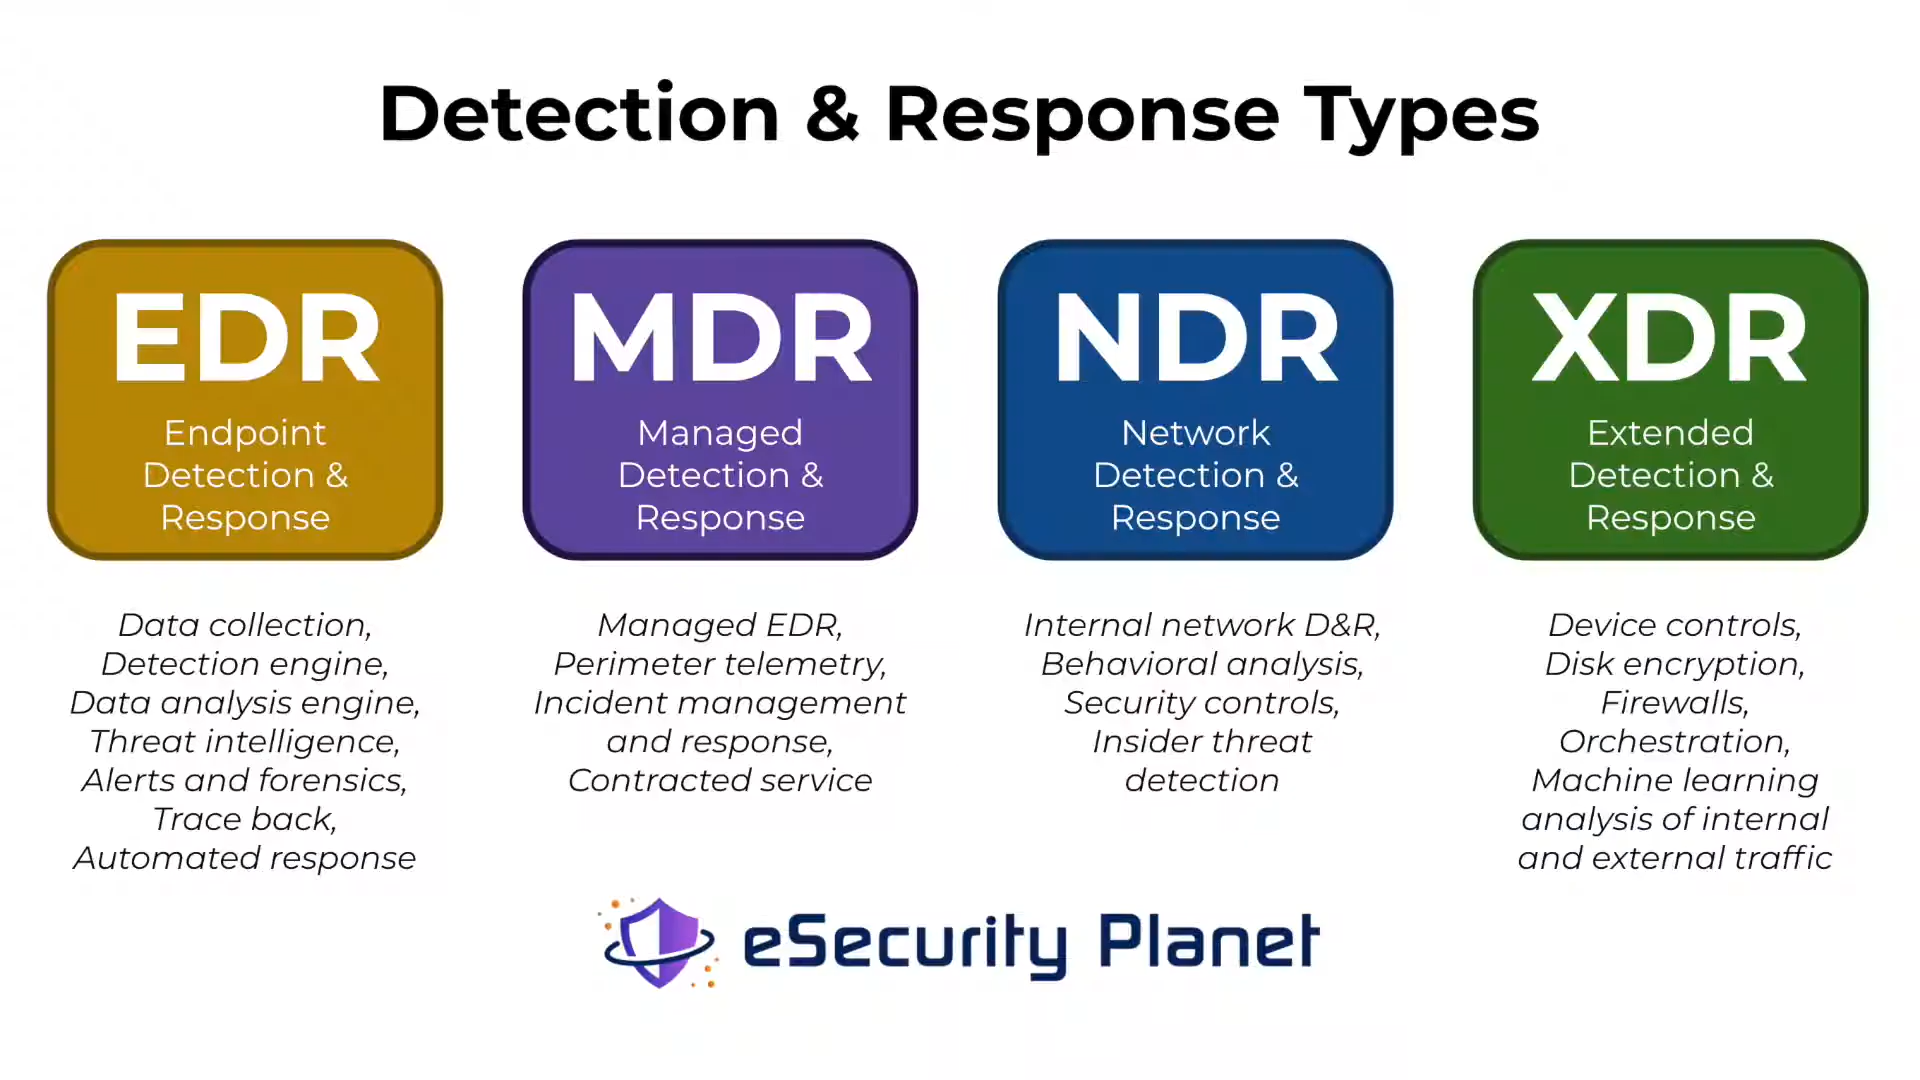 Detection & Response Types
EDR
Endpoint
Detection &
Response
Data collection,
Detection engine,
Data analysis engine,
Threat intelligence,
Alerts and forensics,
Trace back,
Automated response
MDR
Managed
Detection &
Response
Managed EDR,
Perimeter telemetry,
Incident management
and response,
Contracted service
NDR
Network
Detection &
Response
Internal network D&R,
Behavioral analysis,
Security controls,
Insider threat
detection
XDR
Extended
Detection &
Response
Device controls,
Disk encryption,
Firewalls,
Orchestration,
Machine learning
analysis of internal
and external traffic
eSecurity Planet